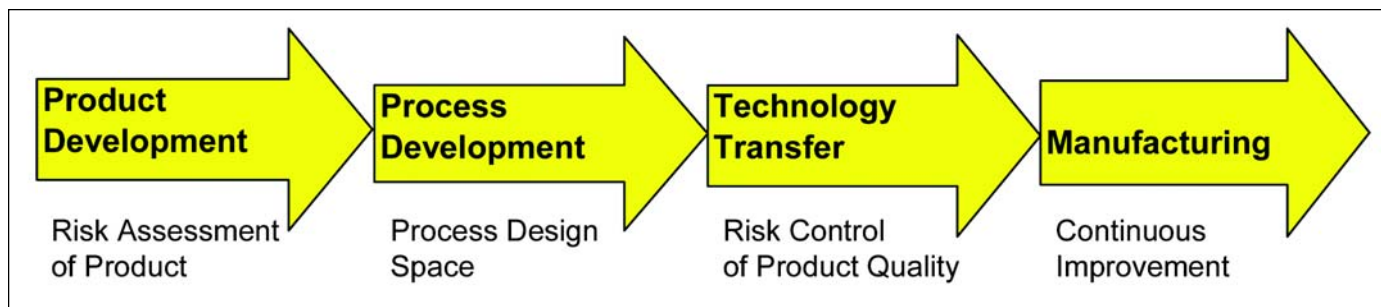 Product
Development
Process
Development
Technology
Transfer
Manufacturing
Risk Assessment
of Product
Process Design
Space
Risk Control
of Product Quality
Continuous
Improvement